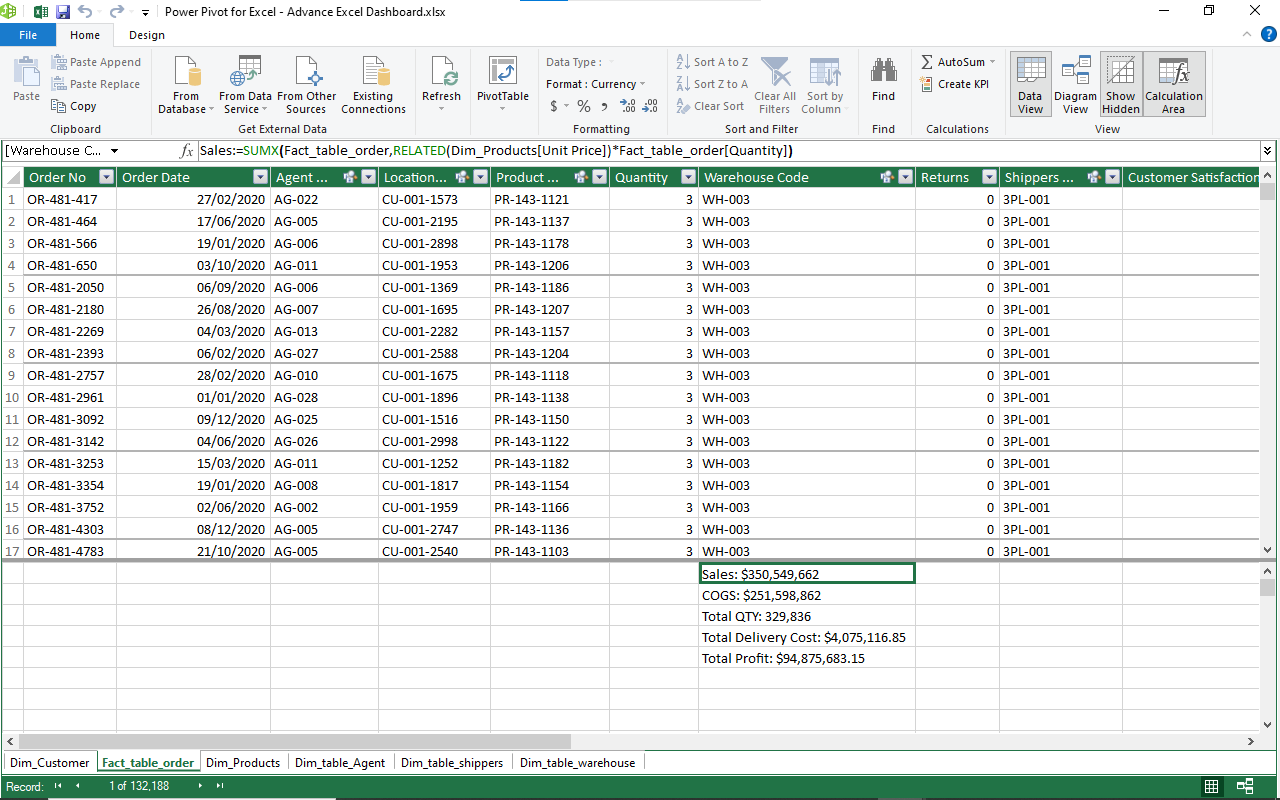 Power Pivot for Excel - Advance Excel Dashboard.xlsx
File Home Design
Paste
Paste Append
Paste Replace
Copy
Clipboard
From Database
From Data Service
From Other Sources
Existing Connections
Get External Data
Refresh
PivotTable
Data Type :
Format : Currency
$ % ,
Formatting
Sort A to Z
Sort Z to A
Clear Sort
Clear All Filters
Sort by Column
Sort and Filter
Find
Find
AutoSum
Create KPI
Calculations
Data View
Diagram View
Show Hidden
Calculation Area
View
[Warehouse C... fx Sales:=SUMX(Fact_table_order,RELATED(Dim_Products[Unit Price])*Fact_table_order[Quantity])
Order No Order Date Agent ... Location... Product ... Quantity Warehouse Code Returns Shippers ... Customer Satisfaction
1 OR-481-417 27/02/2020 AG-022 CU-001-1573 PR-143-1121 3 WH-003 0 3PL-001
2 OR-481-464 17/06/2020 AG-005 CU-001-2195 PR-143-1137 3 WH-003 0 3PL-001
3 OR-481-566 19/01/2020 AG-006 CU-001-2898 PR-143-1178 3 WH-003 0 3PL-001
4 OR-481-650 03/10/2020 AG-011 CU-001-1953 PR-143-1206 3 WH-003 0 3PL-001
5 OR-481-2050 06/09/2020 AG-006 CU-001-1369 PR-143-1186 3 WH-003 0 3PL-001
6 OR-481-2180 26/08/2020 AG-007 CU-001-1695 PR-143-1207 3 WH-003 0 3PL-001
7 OR-481-2269 04/03/2020 AG-013 CU-001-2282 PR-143-1157 3 WH-003 0 3PL-001
8 OR-481-2393 06/02/2020 AG-027 CU-001-2588 PR-143-1204 3 WH-003 0 3PL-001
9 OR-481-2757 28/02/2020 AG-010 CU-001-1675 PR-143-1118 3 WH-003 0 3PL-001
10 OR-481-2961 01/01/2020 AG-028 CU-001-1896 PR-143-1138 3 WH-003 0 3PL-001
11 OR-481-3092 09/12/2020 AG-025 CU-001-1516 PR-143-1150 3 WH-003 0 3PL-001
12 OR-481-3142 04/06/2020 AG-026 CU-001-2998 PR-143-1122 3 WH-003 0 3PL-001
13 OR-481-3253 15/03/2020 AG-011 CU-001-1252 PR-143-1182 3 WH-003 0 3PL-001
14 OR-481-3354 19/01/2020 AG-008 CU-001-1817 PR-143-1154 3 WH-003 0 3PL-001
15 OR-481-3752 02/06/2020 AG-002 CU-001-1959 PR-143-1166 3 WH-003 0 3PL-001
16 OR-481-4303 08/12/2020 AG-005 CU-001-2747 PR-143-1136 3 WH-003 0 3PL-001
17 OR-481-4783 21/10/2020 AG-005 CU-001-2540 PR-143-1103 3 WH-003 0 3PL-001
Sales: $350,549,662
COGS: $251,598,862
Total QTY: 329,836
Total Delivery Cost: $4,075,116.85
Total Profit: $94,875,683.15
Dim_Customer Fact_table_order Dim_Products Dim_table_Agent Dim_table_shippers Dim_table_warehouse
Record: 1 of 132,188